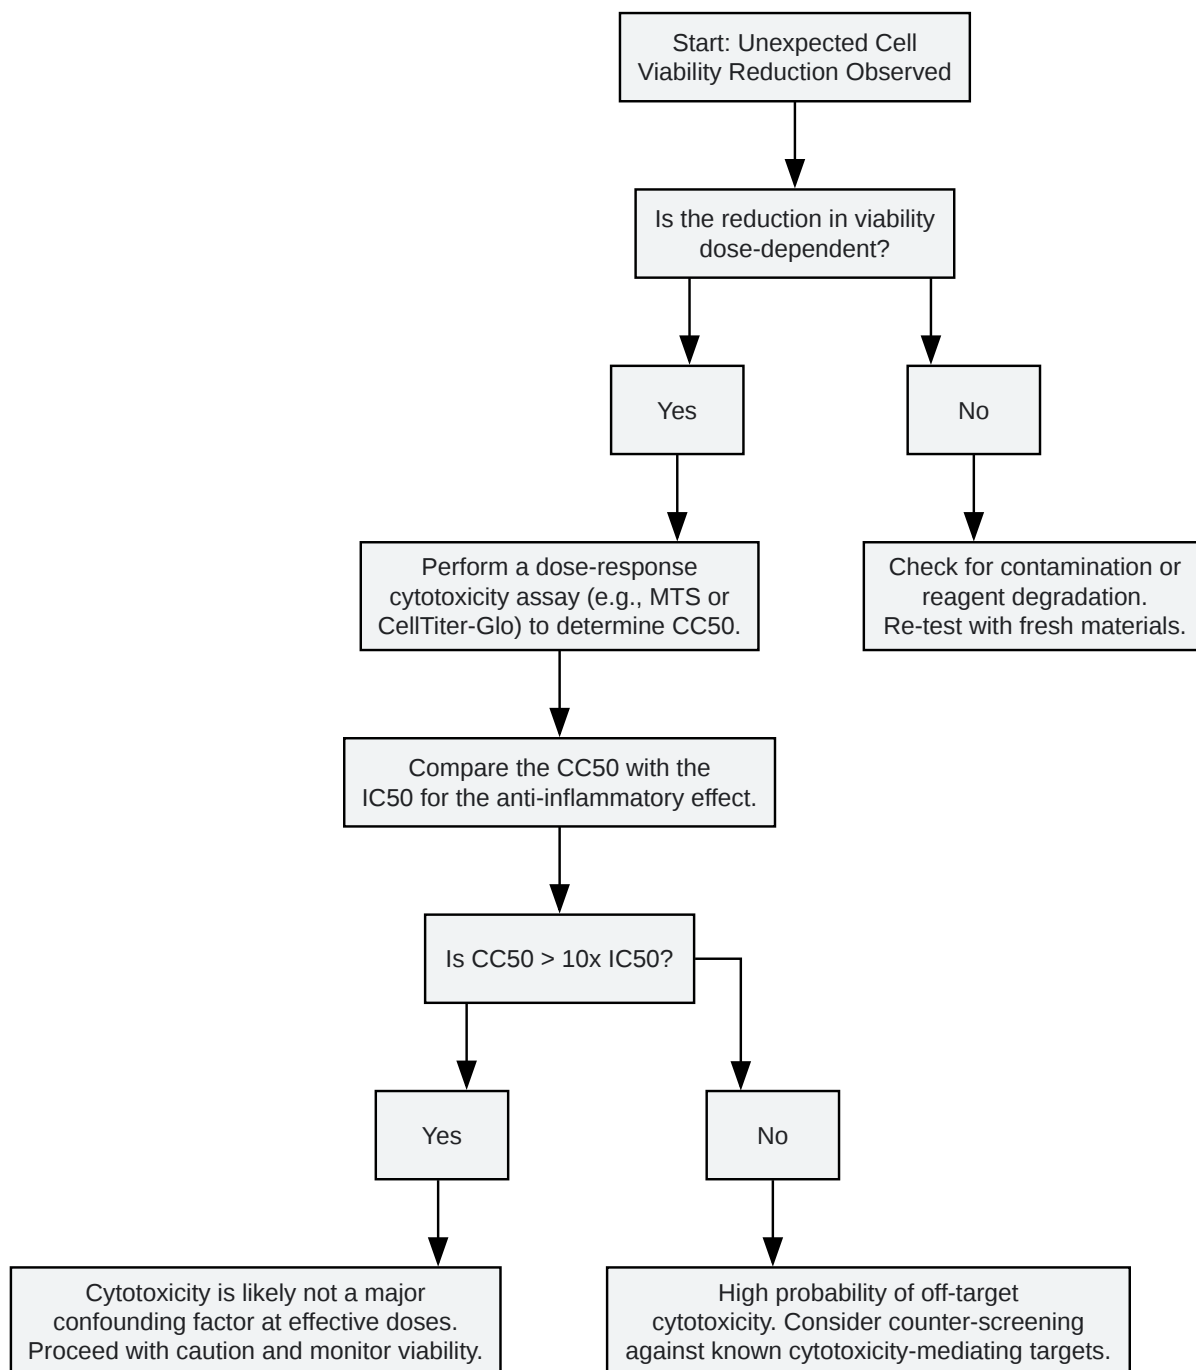 Start: Unexpected Cell
Viability Reduction Observed
Is the reduction in viability
dose-dependent?
Yes
No
Perform a dose-response
cytotoxicity assay (e.g., MTS or
CellTiter-Glo) to determine CC50.
Check for contamination or
reagent degradation.
Re-test with fresh materials.
Compare the CC50 with the
IC50 for the anti-inflammatory effect.
Is CC50 > 10x IC50?
Yes
No
Cytotoxicity is likely not a major
confounding factor at effective doses.
Proceed with caution and monitor viability.
High probability of off-target
cytotoxicity. Consider counter-screening
against known cytotoxicity-mediating targets.